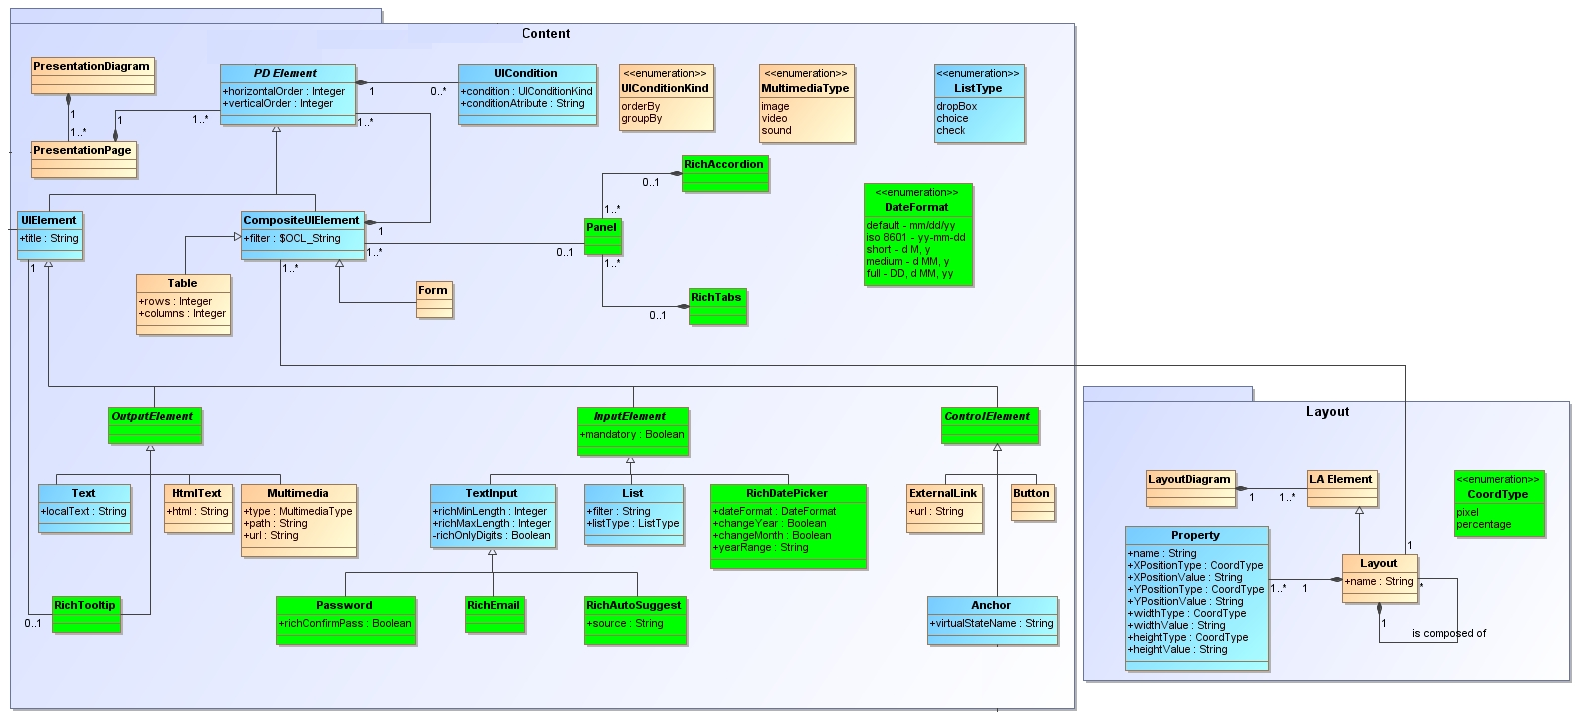 Content
PresentationDiagram
1
1..*
PresentationPage
1
1..*
PD Element
+horizontalOrder : Integer
+verticalOrder : Integer
1
0..*
1..*
UICondition
+condition : UIConditionKind
+conditionAtribute : String
<<enumeration>>
UIConditionKind
orderBy
groupBy
<<enumeration>>
MultimediaType
image
video
sound
<<enumeration>>
ListType
dropBox
choice
check
<<enumeration>>
DateFormat
default - mm/dd/yy
iso 8601 - yy-mm-dd
short - d M, y
medium - d MM, y
full - DD, d MM, yy
RichAccordion
0..1
1..*
Panel
0..1
1..*
RichTabs
0..1
UIElement
+title : String
1
CompositeUIElement
+filter : $OCL_String
1
1..*
1..*
Table
+rows : Integer
+columns : Integer
Form
OutputElement
InputElement
+mandatory : Boolean
ControlElement
Text
+localText : String
HtmlText
+html : String
Multimedia
+type : MultimediaType
+path : String
+url : String
TextInput
+richMinLength : Integer
+richMaxLength : Integer
-richOnlyDigits : Boolean
List
+filter : String
+listType : ListType
RichDatePicker
+dateFormat : DateFormat
+changeYear : Boolean
+changeMonth : Boolean
+yearRange : String
ExternalLink
+url : String
Button
RichTooltip
0..1
Password
+richConfirmPass : Boolean
RichEmail
RichAutoSuggest
+source : String
Anchor
+virtualStateName : String
Layout
LayoutDiagram
1
1..*
LA Element
<<enumeration>>
CoordType
pixel
percentage
Property
+name : String
+XPositionType : CoordType
+XPositionValue : String
+YPositionType : CoordType
+YPositionValue : String
+widthType : CoordType
+widthValue : String
+heightType : CoordType
+heightValue : String
1..*
1
1
Layout
+name : String
*
1
is composed of